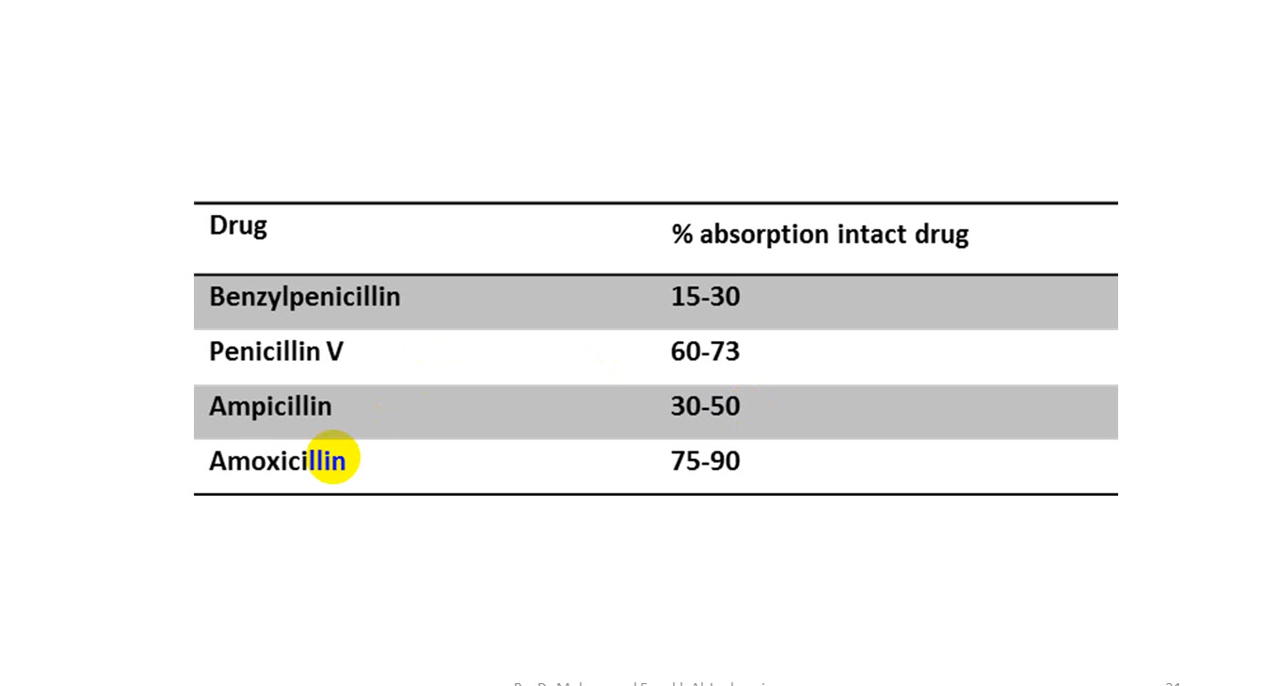 Drug % absorption intact drug
Benzylpenicillin 15-30
Penicillin V 60-73
Ampicillin 30-50
Amoxicillin 75-90